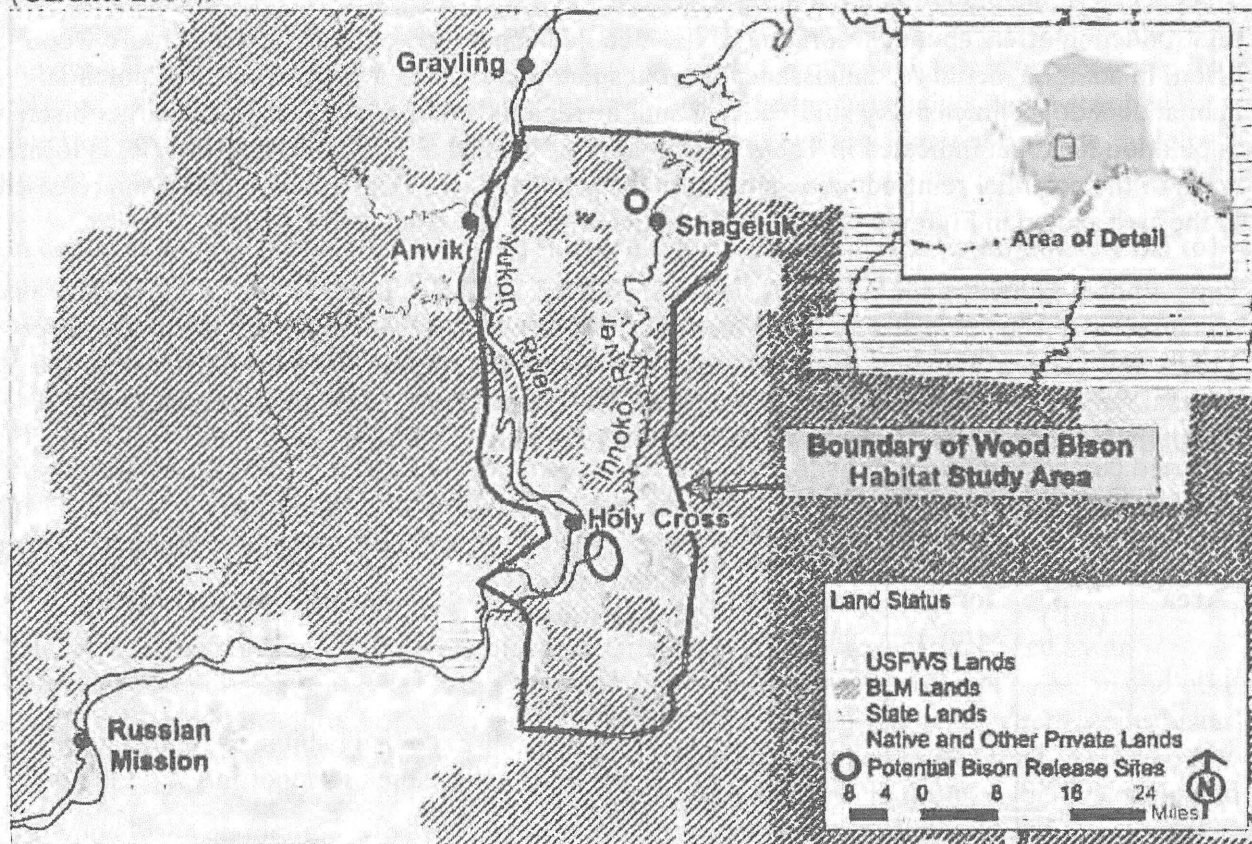 Grayling
Anvik
Shageluk
Area of Detail
Yukon
River
Innoko River
Boundary of Wood Bison
Habitat Study Area
Holy Cross
Russian
Mission
Land Status
USFWS Lands
BLM Lands
State Lands
Native and Other Private Lands
Potential Bison Release Sites
8 4 0 8 16 24
Miles
N